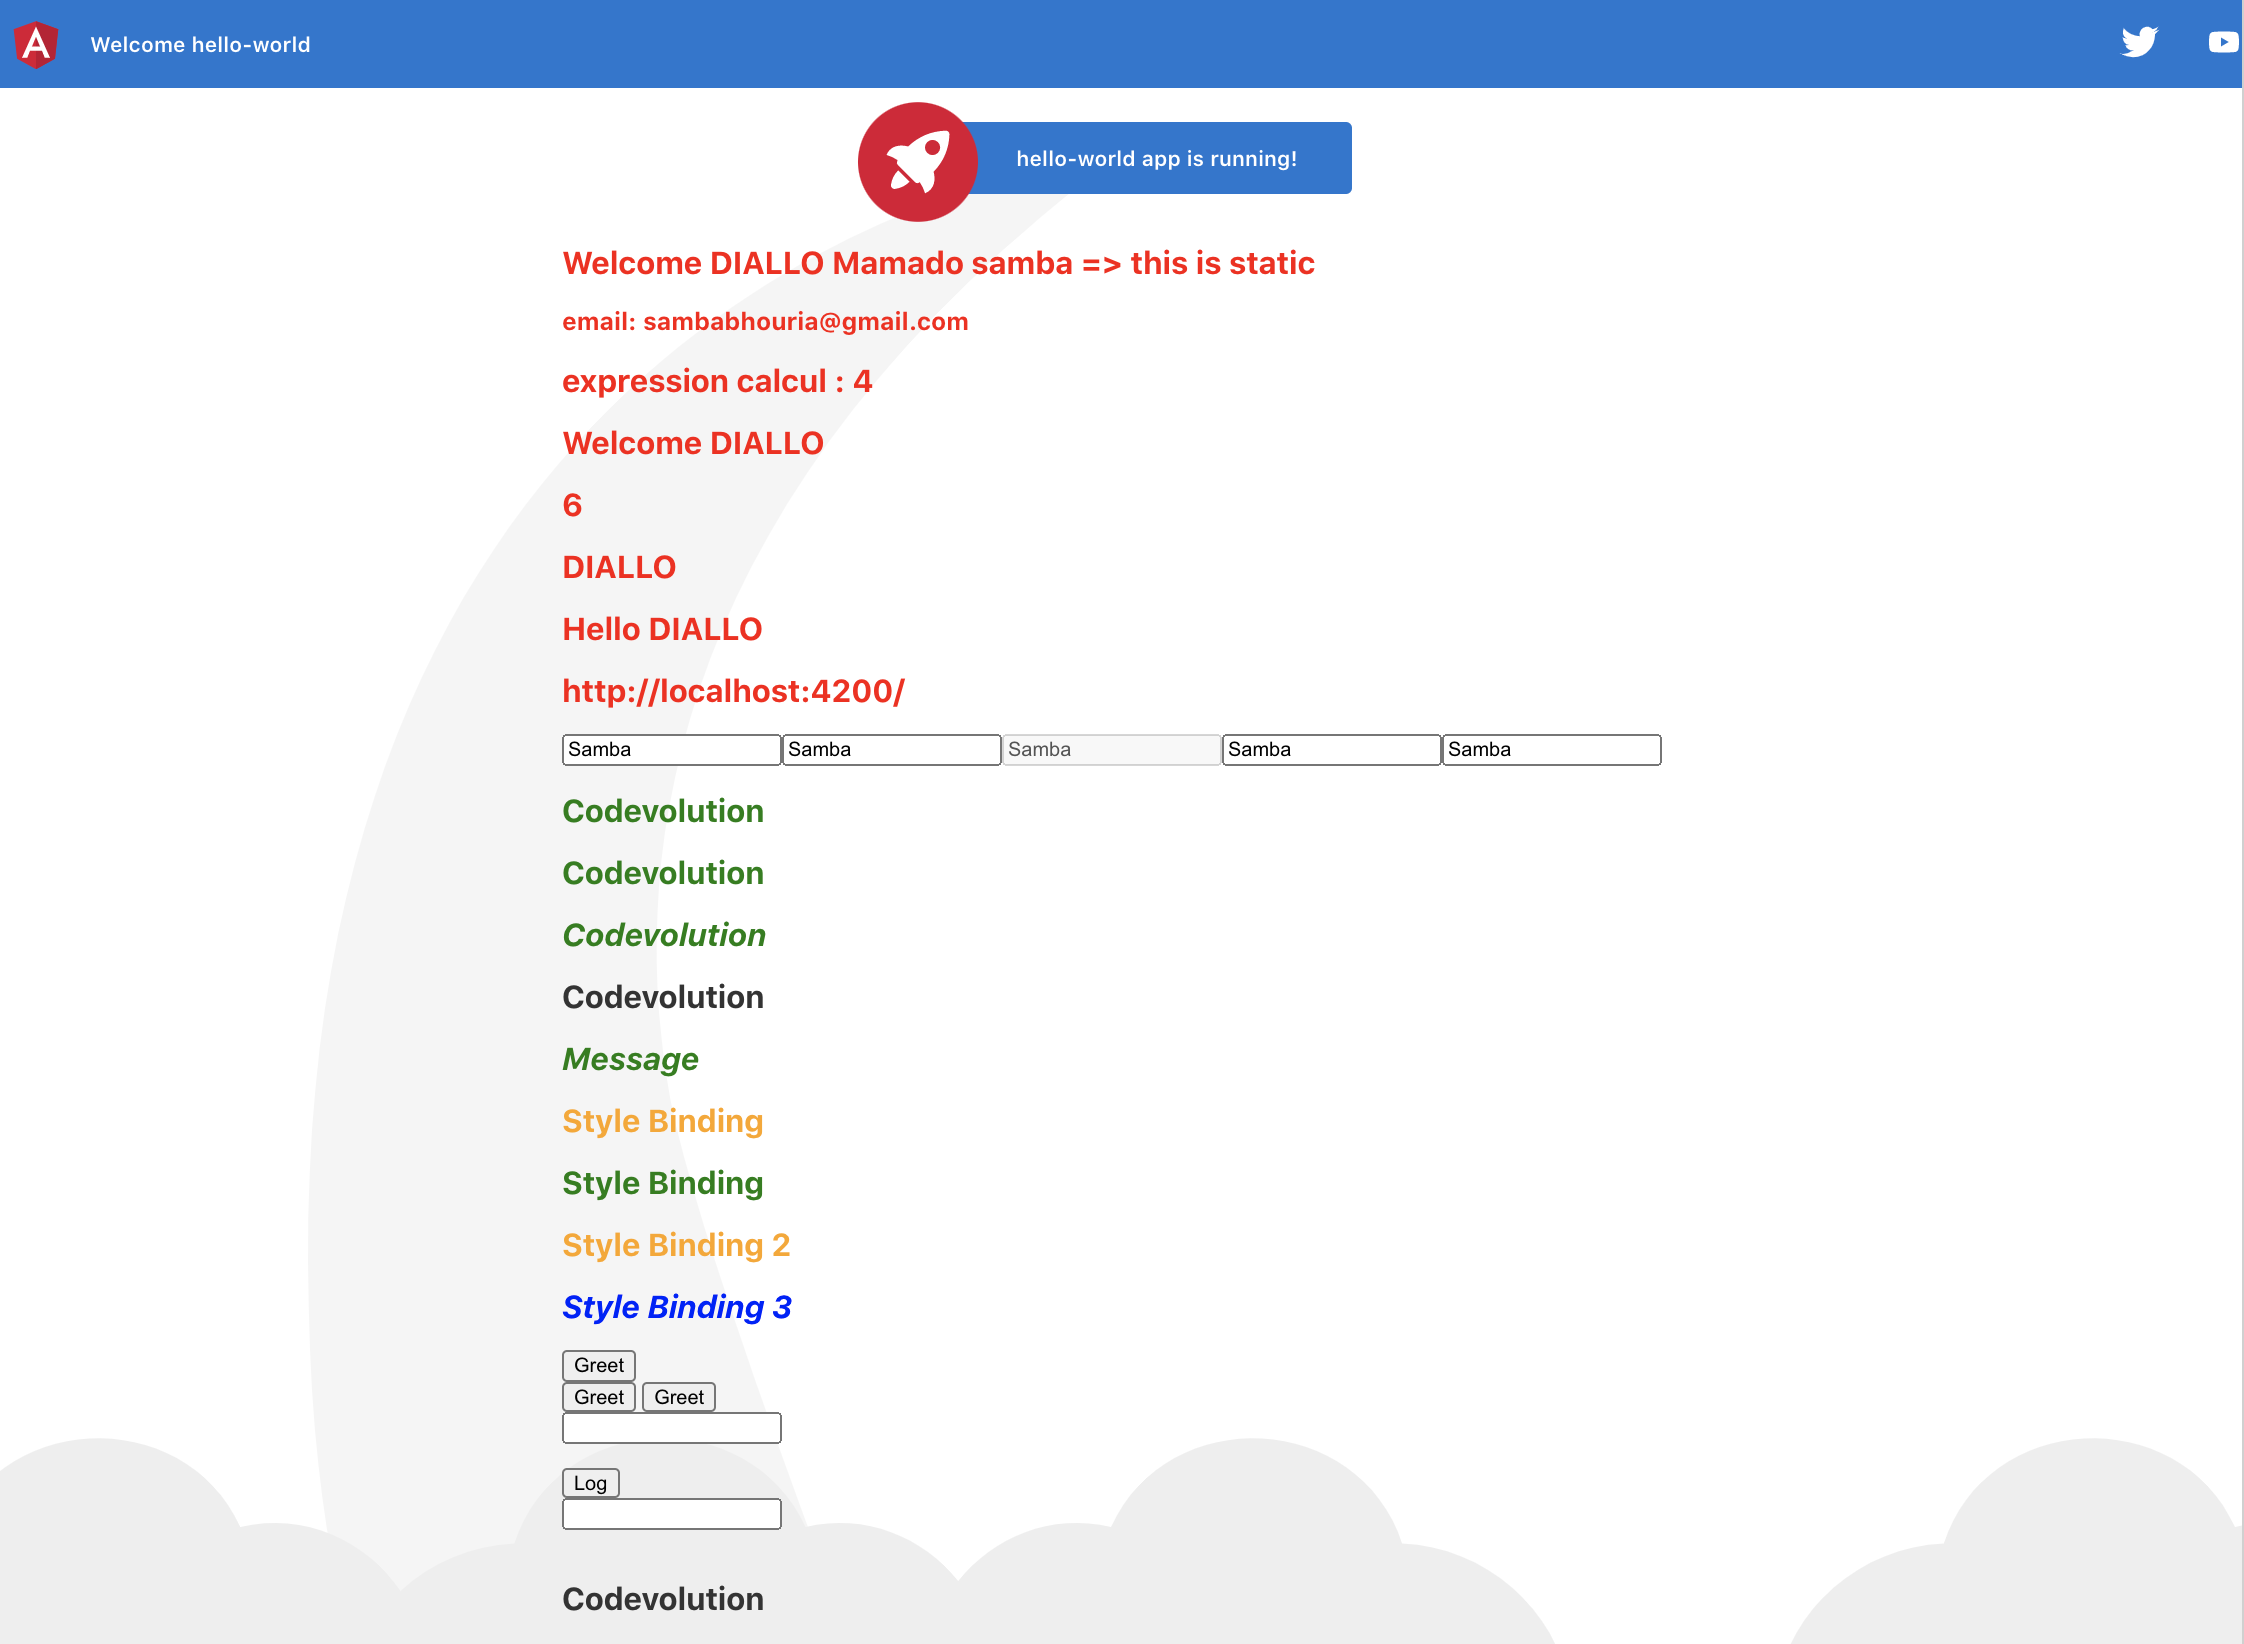 Welcome hello-world
hello-world app is running!
Welcome DIALLO Mamado samba => this is static
email: sambabhouria@gmail.com
expression calcul : 4
Welcome DIALLO
6
DIALLO
Hello DIALLO
http://localhost:4200/
Samba Samba Samba Samba Samba
Codevolution
Codevolution
Codevolution
Codevolution
Message
Style Binding
Style Binding
Style Binding 2
Style Binding 3
Greet
Greet Greet
Log
Codevolution